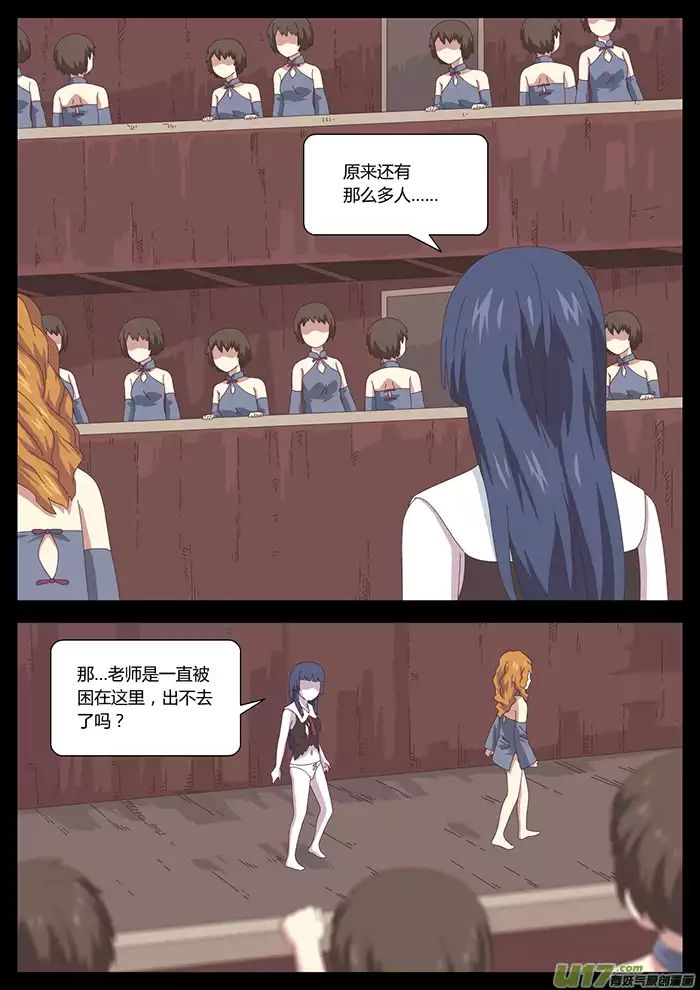 原来还有
那么多人……
那…老师是一直被
困在这里，出不去
了吗？
U17.com
有妖气原创漫画